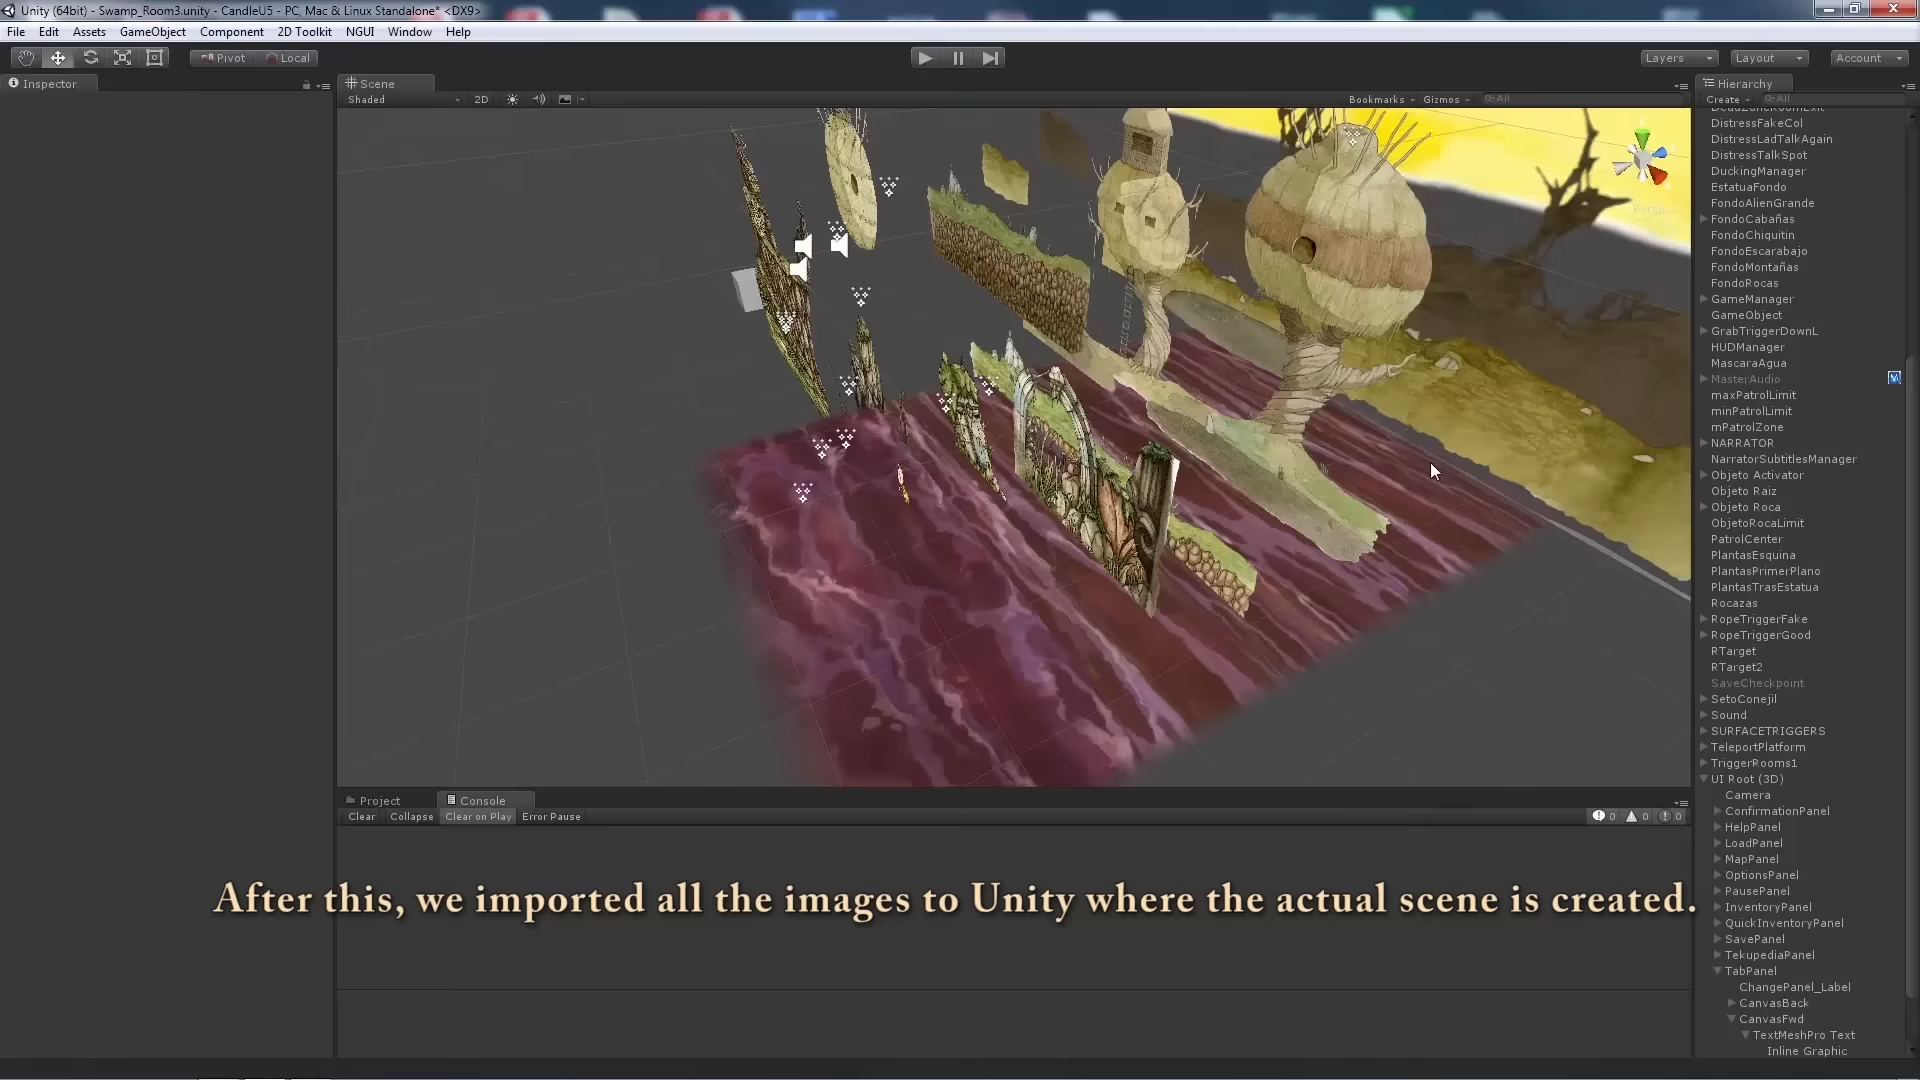 Unity (64bit) - Swamp_Room3.unity - CandleU5 - PC, Mac & Linux Standalone* <DX9>
File Edit Assets GameObject Component 2D Toolkit NGUI Window Help
Pivot Local
Layers Layout Account
Inspector
Scene
Hierarchy
Shaded 2D
Bookmarks Gizmos All
Create All
DeadZoneRoomExit
DistressFakeCol
DistressLadTalkAgain
DistressTalkSpot
DuckingManager
EstatuaFondo
FondoAlienGrande
FondoCabañas
FondoChiquitin
FondoEscarabajo
FondoMontañas
FondoRocas
GameManager
GameObject
GrabTriggerDownL
HUDManager
MascaraAgua
MasterAudio
maxPatrolLimit
minPatrolLimit
mPatrolZone
NARRATOR
NarratorSubtitlesManager
Objeto Activator
Objeto Raiz
Objeto Roca
ObjetoRocaLimit
PatrolCenter
PlantasEsquina
PlantasPrimerPlano
PlantasTrasEstatua
Rocazas
RopeTriggerFake
RopeTriggerGood
RTarget
RTarget2
SaveCheckpoint
SetoConejil
Sound
SURFACETRIGGERS
TeleportPlatform
TriggerRooms1
UI Root (3D)
Camera
ConfirmationPanel
HelpPanel
LoadPanel
MapPanel
OptionsPanel
PausePanel
InventoryPanel
QuickInventoryPanel
SavePanel
TekupediaPanel
TabPanel
ChangePanel_Label
CanvasBack
CanvasFwd
TextMeshPro Text
Inline Graphic
Project Console
Clear Collapse Clear on Play Error Pause
0 0 0
After this, we imported all the images to Unity where the actual scene is created.